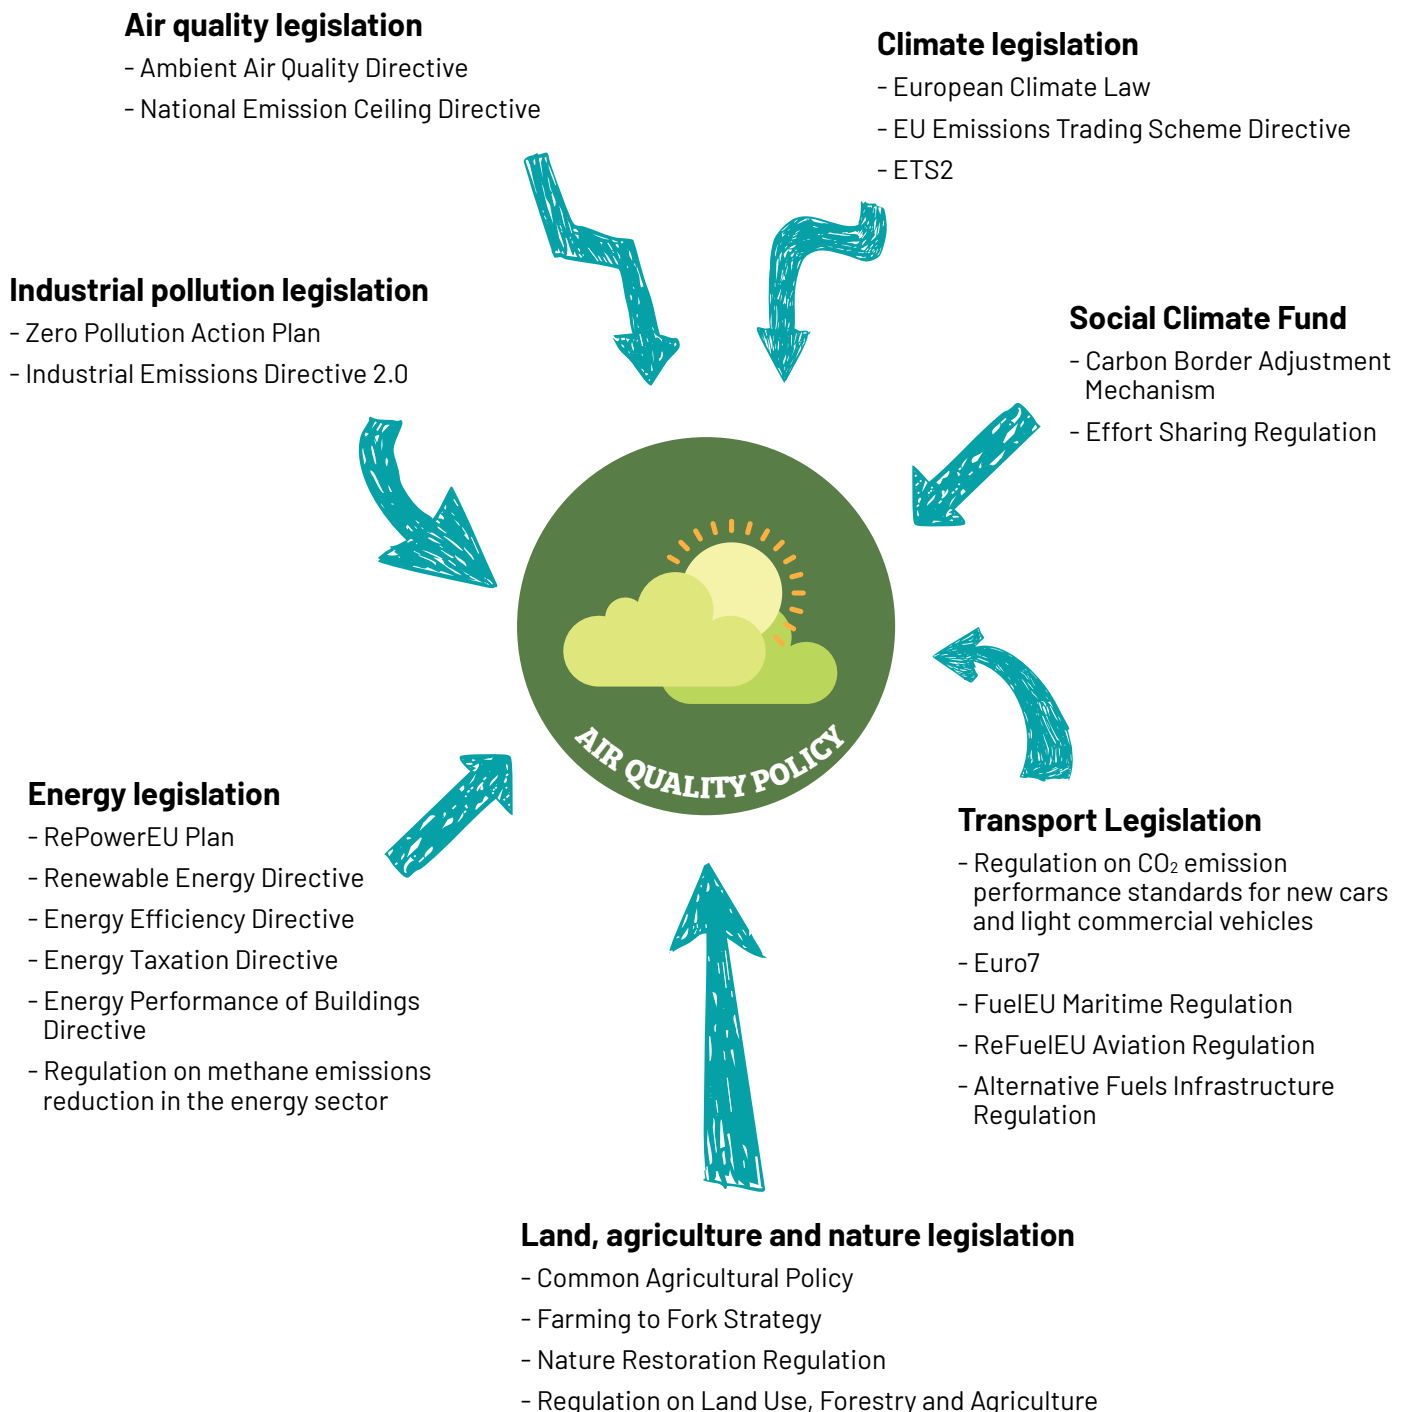 Air quality legislation
- Ambient Air Quality Directive
- National Emission Ceiling Directive
Climate legislation
- European Climate Law
- EU Emissions Trading Scheme Directive
- ETS2
Industrial pollution legislation
- Zero Pollution Action Plan
- Industrial Emissions Directive 2.0
Social Climate Fund
- Carbon Border Adjustment
Mechanism
- Effort Sharing Regulation
AIR QUALITY POLICY
Energy legislation
- RePowerEU Plan
- Renewable Energy Directive
- Energy Efficiency Directive
- Energy Taxation Directive
- Energy Performance of Buildings
Directive
- Regulation on methane emissions
reduction in the energy sector
Transport Legislation
- Regulation on CO₂ emission
performance standards for new cars
and light commercial vehicles
- Euro7
- FuelEU Maritime Regulation
- ReFuelEU Aviation Regulation
- Alternative Fuels Infrastructure
Regulation
Land, agriculture and nature legislation
- Common Agricultural Policy
- Farming to Fork Strategy
- Nature Restoration Regulation
- Regulation on Land Use, Forestry and Agriculture